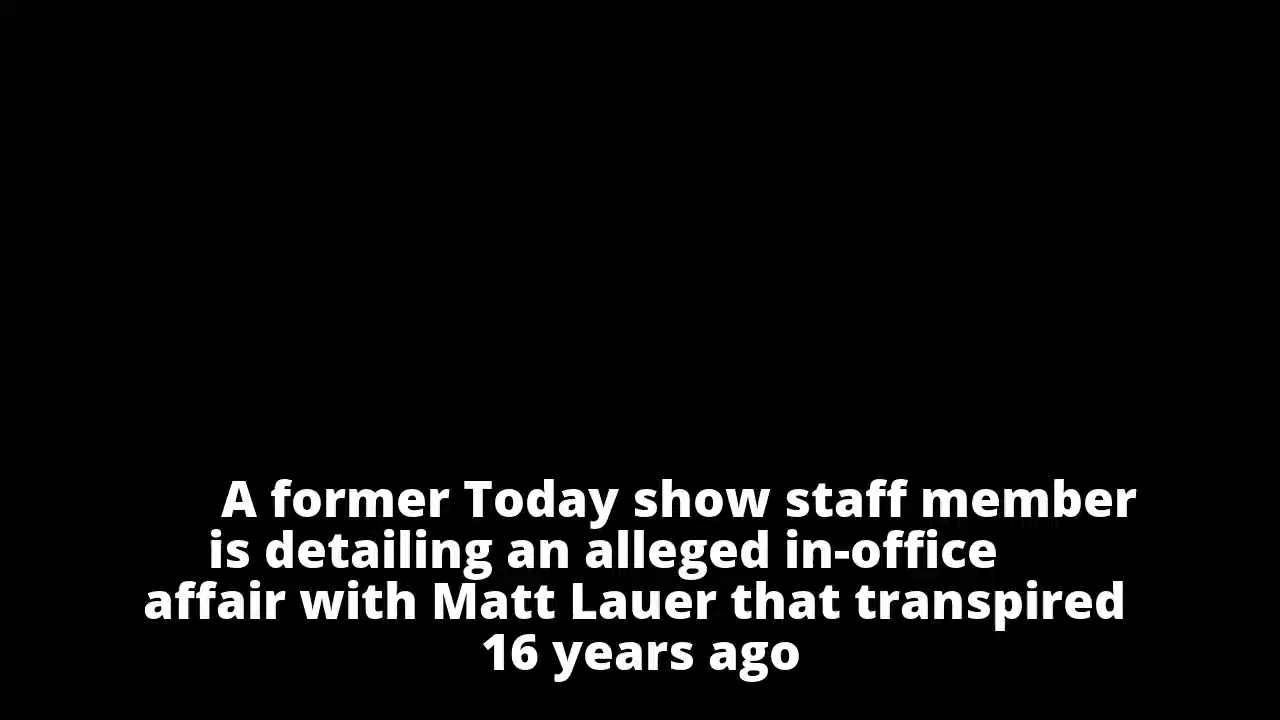 A former Today show staff member
is detailing an alleged in-office
affair with Matt Lauer that transpired
16 years ago